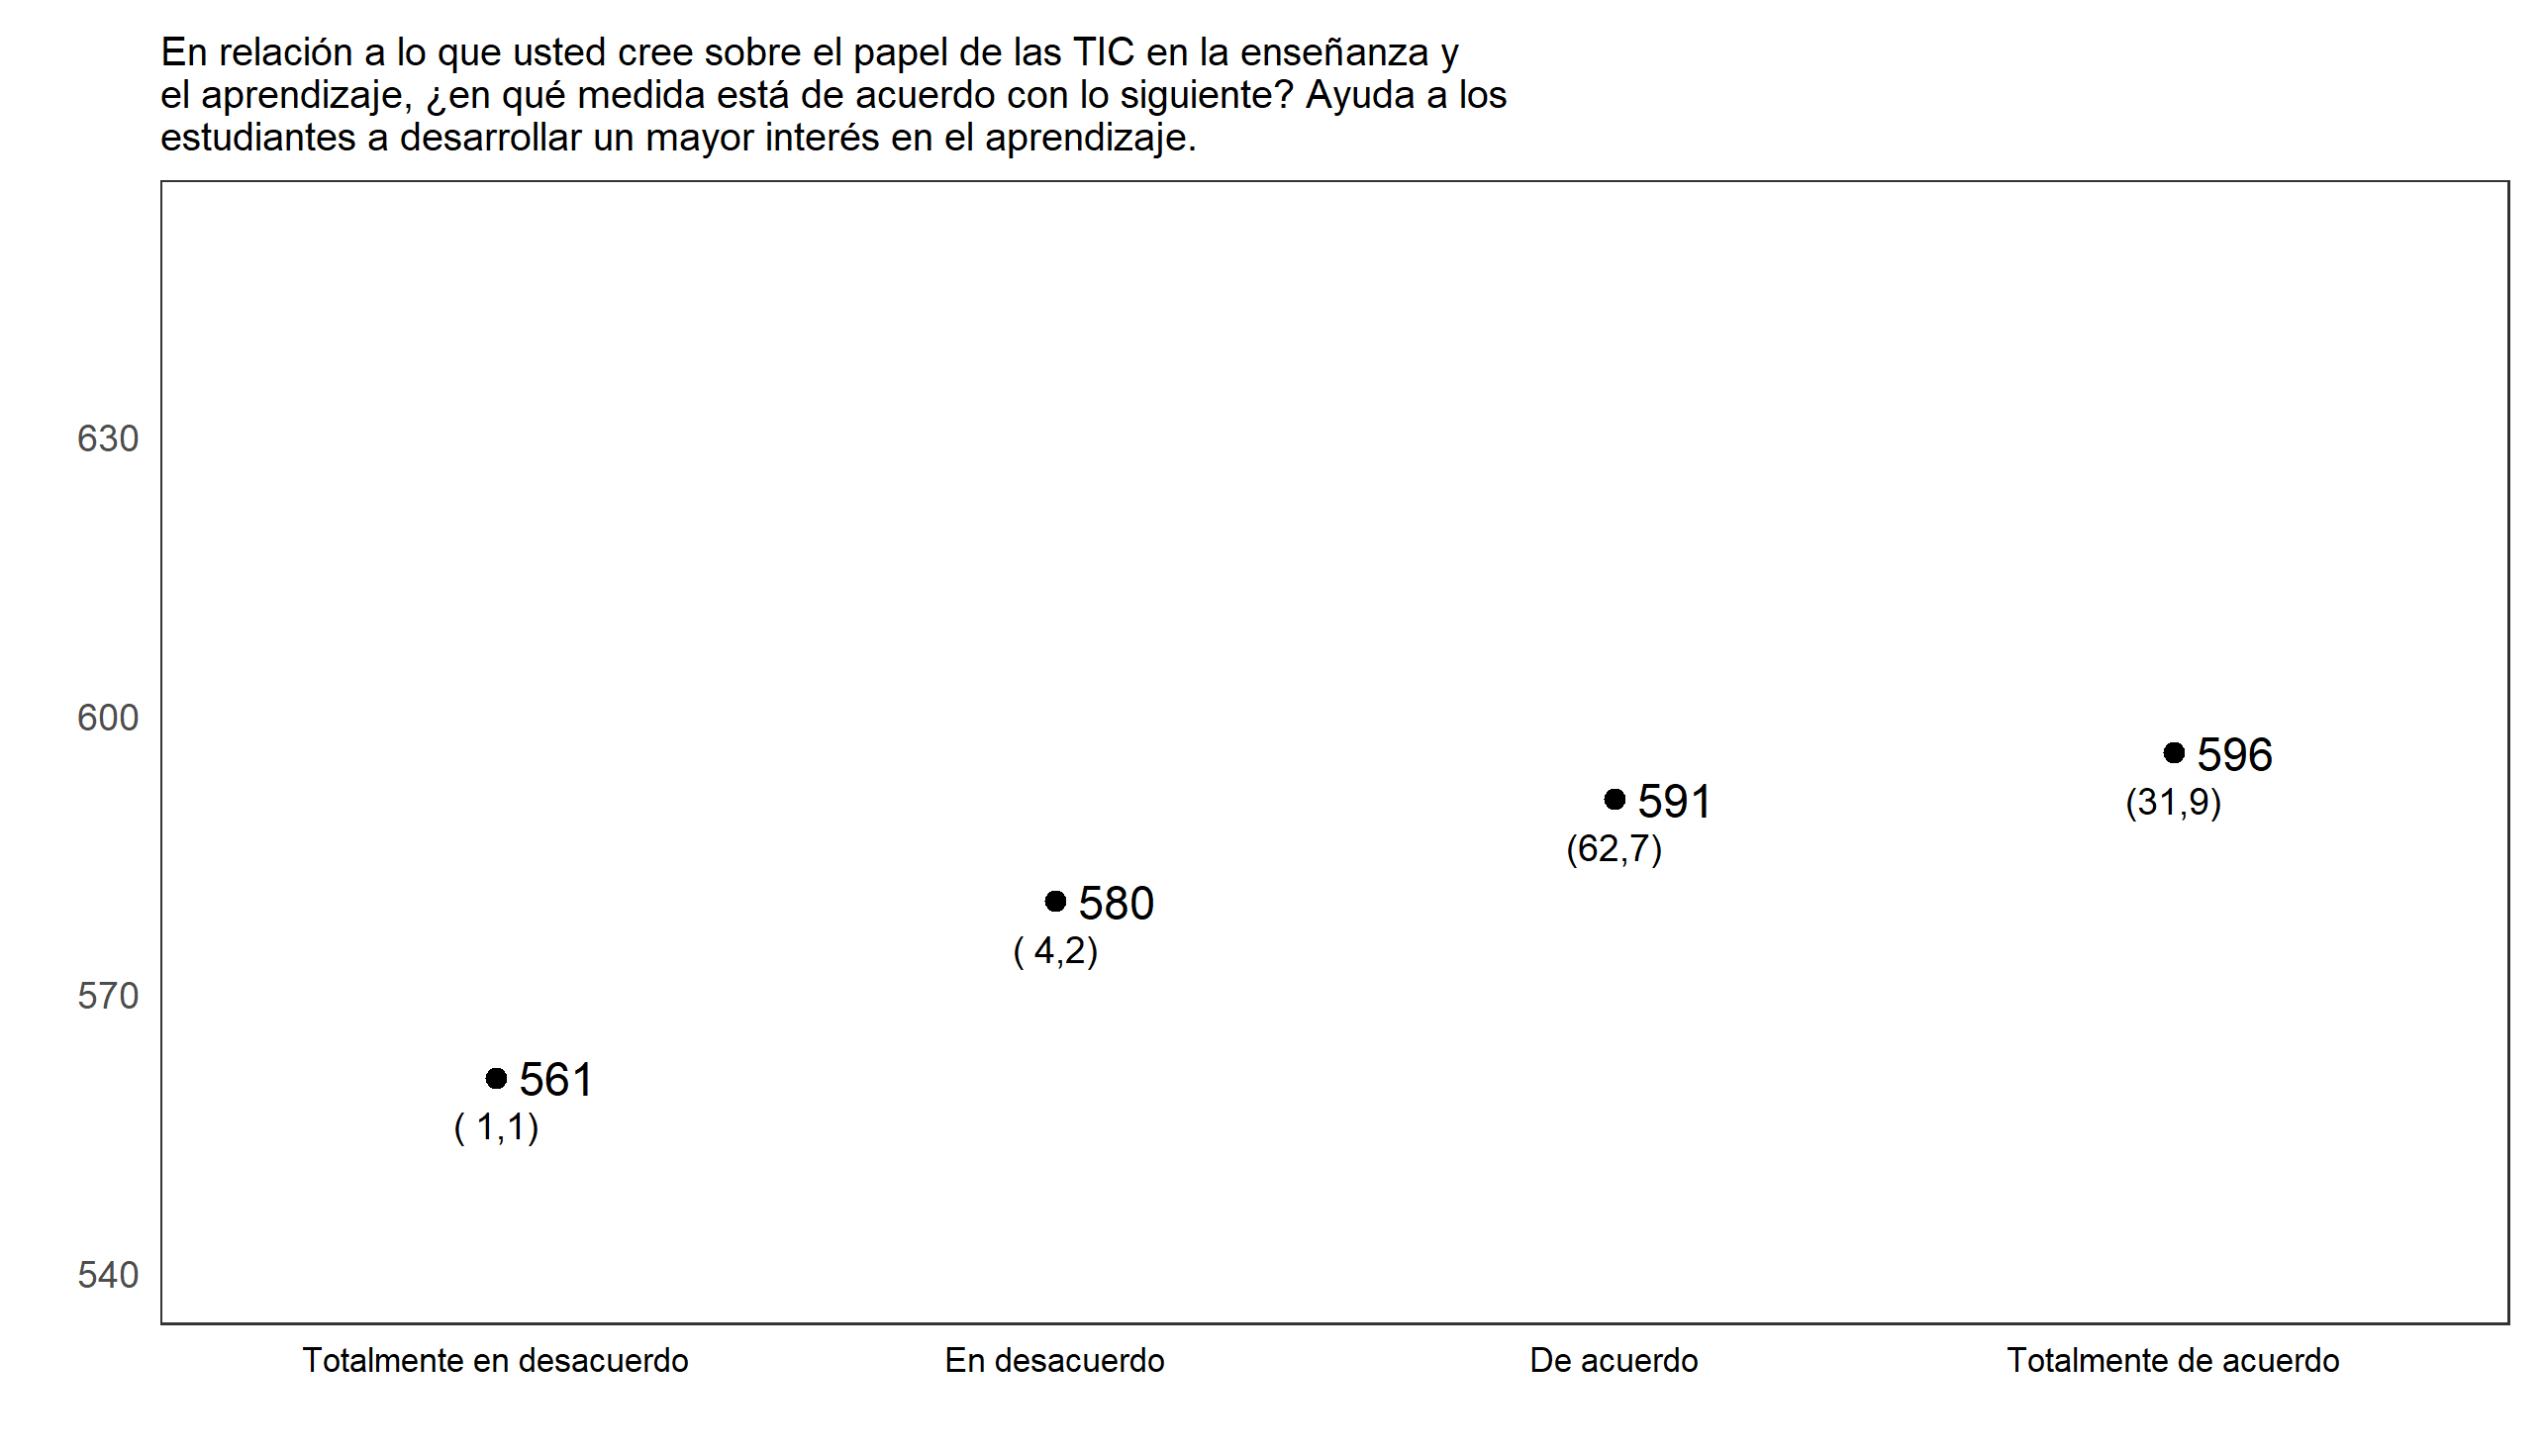 En relación a lo que usted cree sobre el papel de las TIC en la enseñanza y
el aprendizaje, ¿en qué medida está de acuerdo con lo siguiente? Ayuda a los
estudiantes a desarrollar un mayor interés en el aprendizaje.
630
600
596
(31,9)
591
(62,7)
580
( 4,2)
570
561
( 1,1)
540
Totalmente en desacuerdo
En desacuerdo
De acuerdo
Totalmente de acuerdo